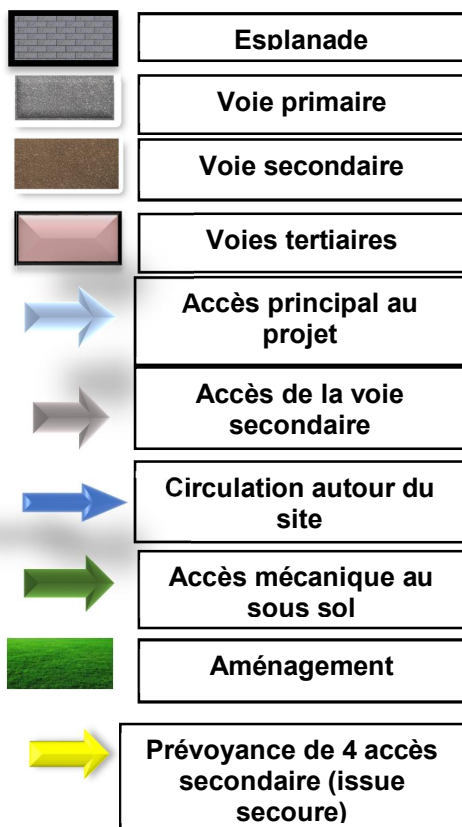 Esplanade
Voie primaire
Voie secondaire
Voies tertiaires
Accès principal au
projet
Accès de la voie
secondaire
Circulation autour du
site
Accès mécanique au
sous sol
Aménagement
Prévoyance de 4 accès
secondaire (issue
secoure)